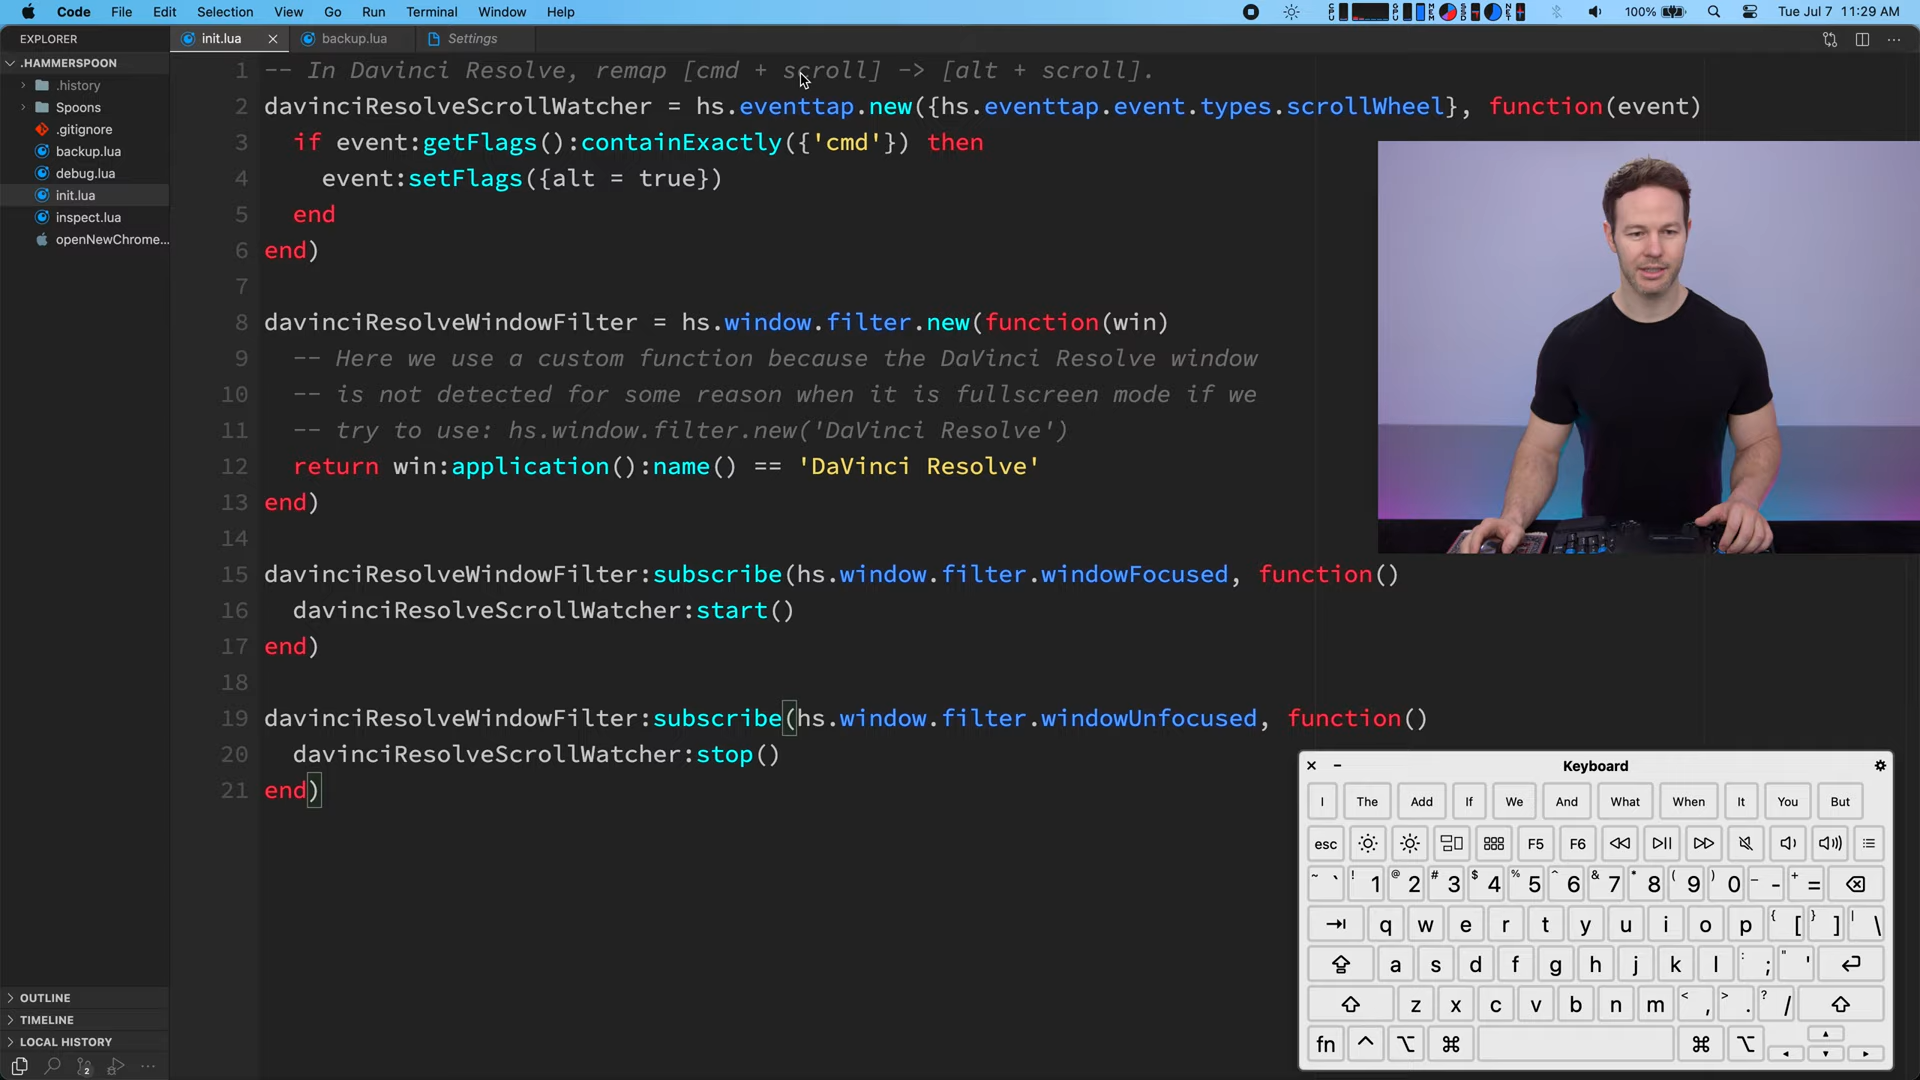 Code File Edit Selection View Go Run Terminal Window Help
100% Tue Jul 7 11:29 AM
EXPLORER
init.lua
backup.lua
Settings
.HAMMERSPOON
.history
Spoons
.gitignore
backup.lua
debug.lua
init.lua
inspect.lua
openNewChrome...
1 -- In Davinci Resolve, remap [cmd + scroll] -> [alt + scroll].
2 davinciResolveScrollWatcher = hs.eventtap.new({hs.eventtap.event.types.scrollWheel}, function(event)
3 if event:getFlags():containExactly({'cmd'}) then
4 event:setFlags({alt = true})
5 end
6 end)
7
8 davinciResolveWindowFilter = hs.window.filter.new(function(win)
9 -- Here we use a custom function because the DaVinci Resolve window
10 -- is not detected for some reason when it is fullscreen mode if we
11 -- try to use: hs.window.filter.new('DaVinci Resolve')
12 return win:application():name() == 'DaVinci Resolve'
13 end)
14
15 davinciResolveWindowFilter:subscribe(hs.window.filter.windowFocused, function()
16 davinciResolveScrollWatcher:start()
17 end)
18
19 davinciResolveWindowFilter:subscribe(hs.window.filter.windowUnfocused, function()
20 davinciResolveScrollWatcher:stop()
21 end)
OUTLINE
TIMELINE
LOCAL HISTORY
2
Keyboard
I The Add If We And What When It You But
esc F5 F6
~ ` ! 1 @ 2 # 3 $ 4 % 5 ^ 6 & 7 * 8 ( 9 ) 0 _ - + =
q w e r t y u i o p { [ } ] | \
a s d f g h j k l : ; " '
z x c v b n m < , > . ? /
fn ^ ⌥ ⌘ ⌘ ⌥